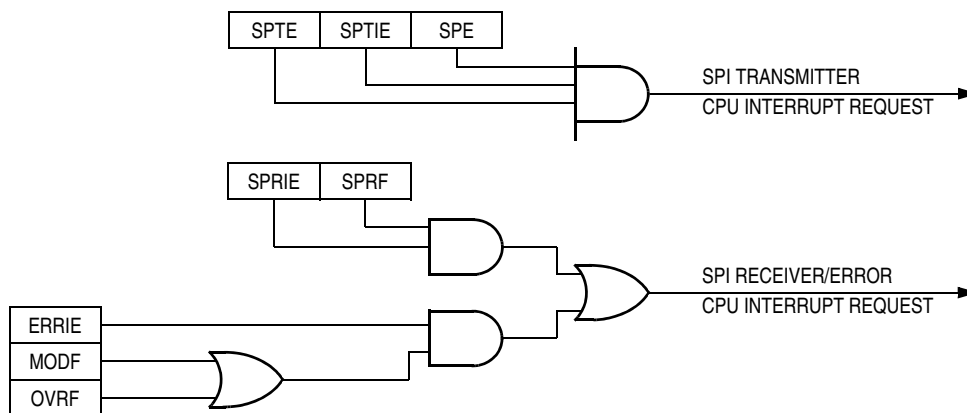 SPTE SPTIE SPE
SPI TRANSMITTER
CPU INTERRUPT REQUEST
SPRIE SPRF
SPI RECEIVER/ERROR
CPU INTERRUPT REQUEST
ERRIE
MODF
OVRF